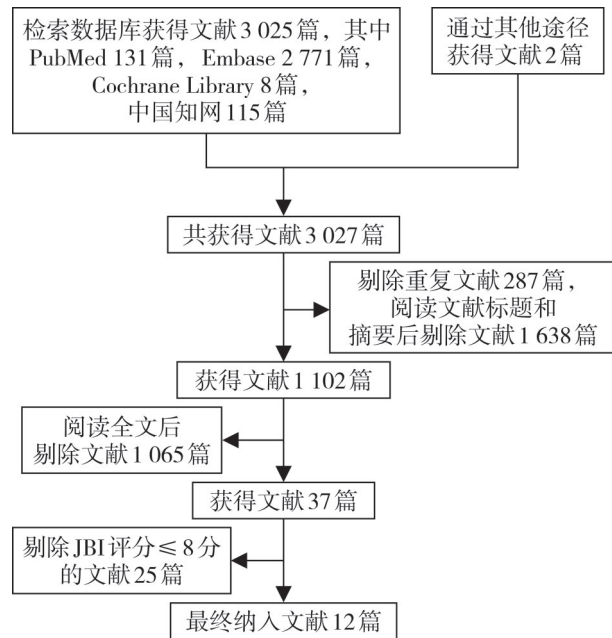 检索数据库获得文献3 025篇，其中
PubMed 131篇，Embase 2 771篇，
Cochrane Library 8篇，
中国知网115篇
通过其他途径
获得文献2篇
共获得文献3 027篇
剔除重复文献287篇，
阅读文献标题和
摘要后剔除文献1 638篇
获得文献1 102篇
阅读全文后
剔除文献1 065篇
获得文献37篇
剔除JBI评分≤8分
的文献25篇
最终纳入文献12篇